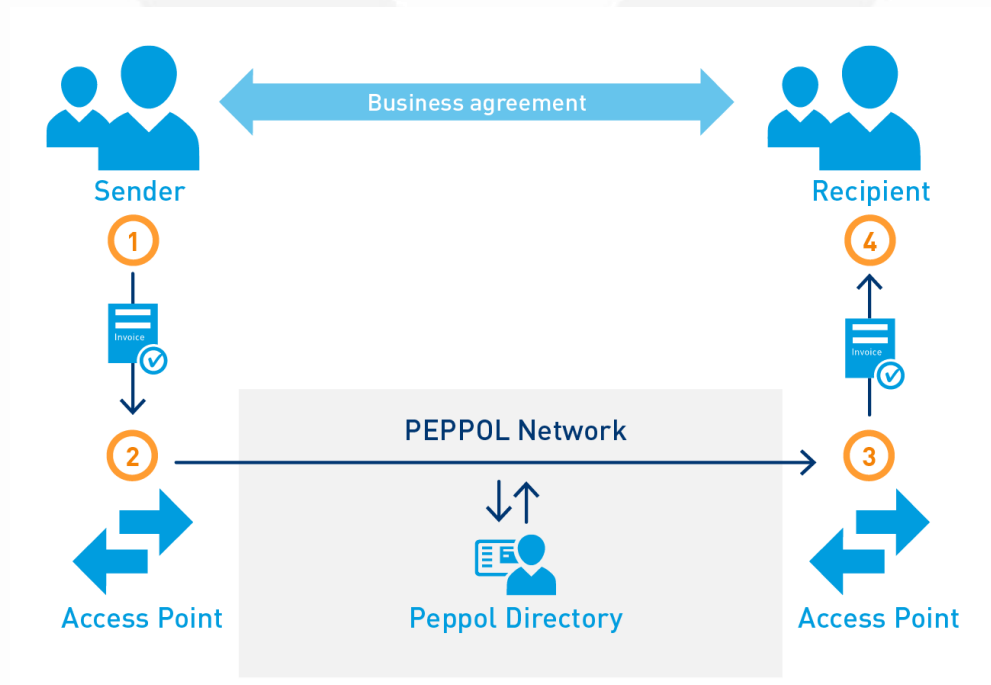 Business agreement
Sender
Recipient
1
4
Invoice
Invoice
PEPPOL Network
2
3
Access Point
Peppol Directory
Access Point